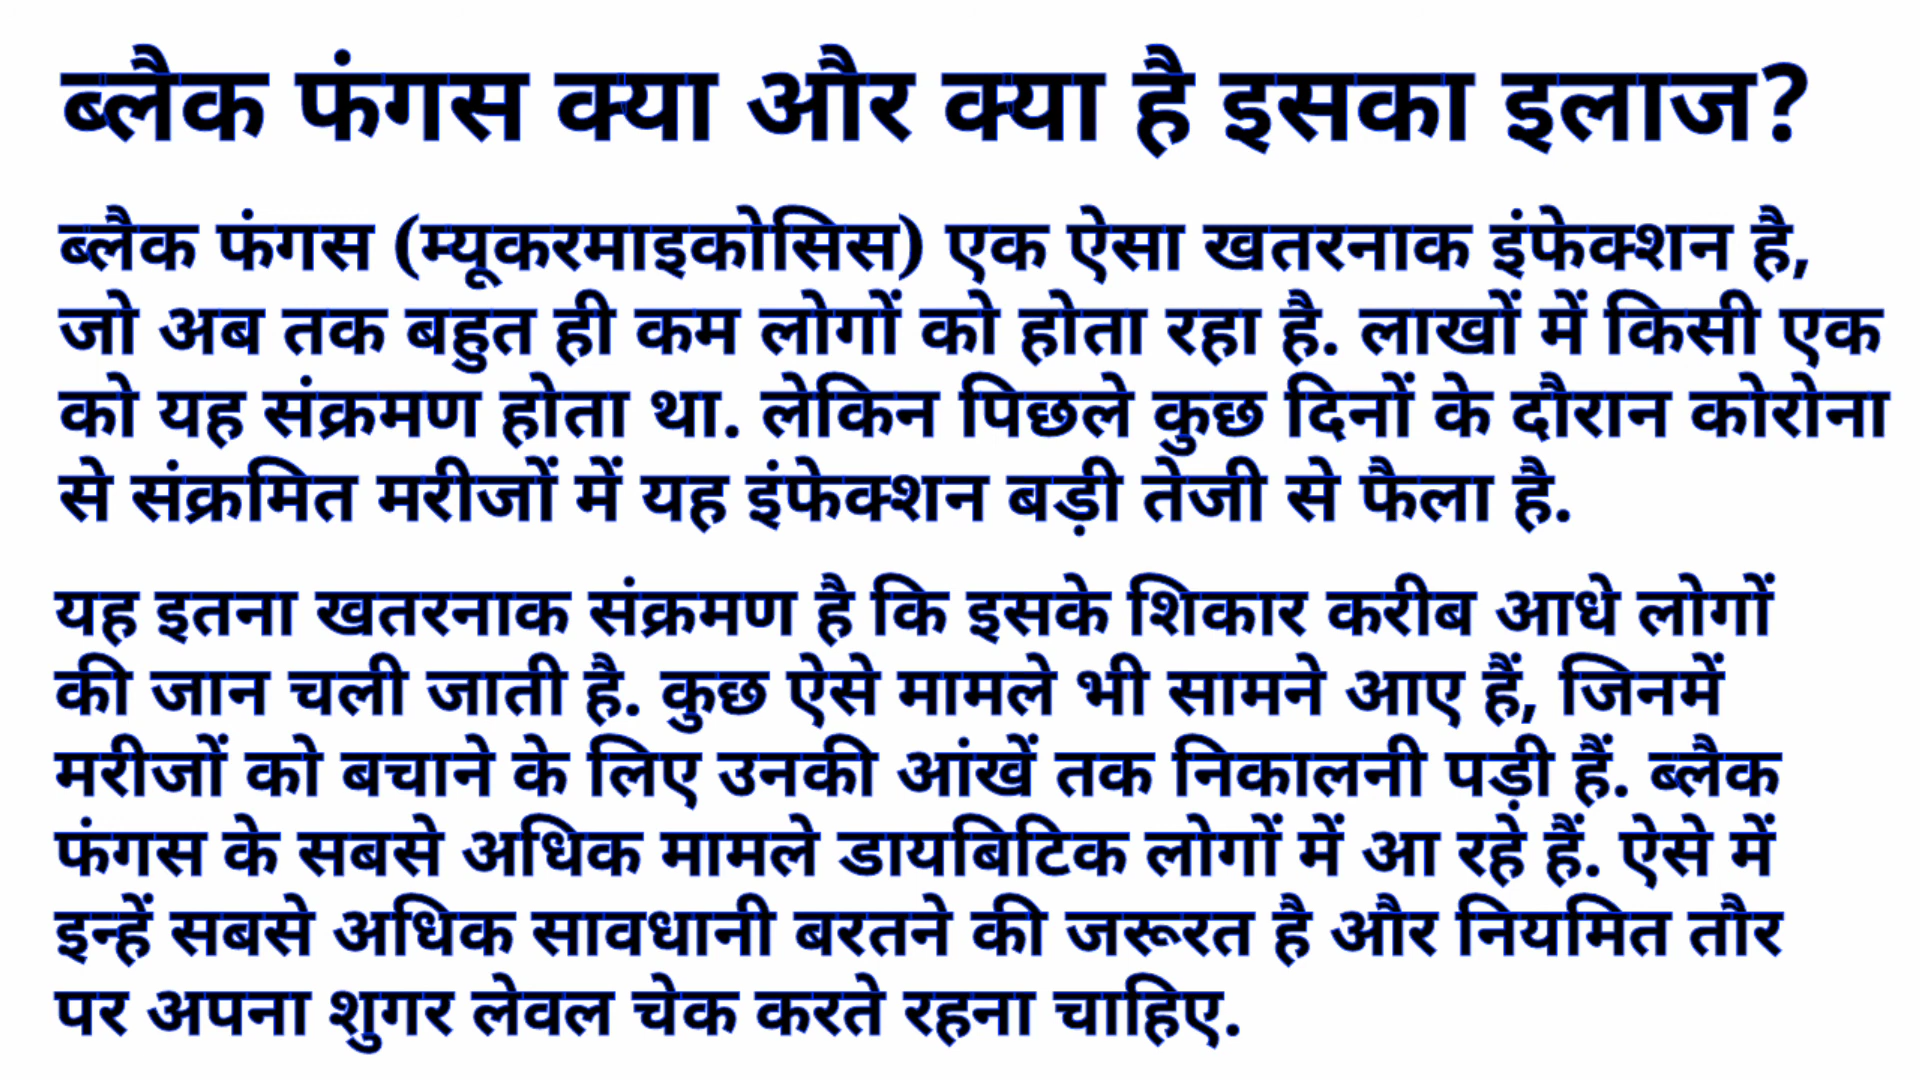 ब्लैक फंगस क्या और क्या है इसका इलाज?
ब्लैक फंगस (म्यूकरमाइकोसिस) एक ऐसा खतरनाक इंफेक्शन है,
जो अब तक बहुत ही कम लोगों को होता रहा है. लाखों में किसी एक
को यह संक्रमण होता था. लेकिन पिछले कुछ दिनों के दौरान कोरोना
से संक्रमित मरीजों में यह इंफेक्शन बड़ी तेजी से फैला है.
यह इतना खतरनाक संक्रमण है कि इसके शिकार करीब आधे लोगों
की जान चली जाती है. कुछ ऐसे मामले भी सामने आए हैं, जिनमें
मरीजों को बचाने के लिए उनकी आंखें तक निकालनी पड़ी हैं. ब्लैक
फंगस के सबसे अधिक मामले डायबिटिक लोगों में आ रहे हैं. ऐसे में
इन्हें सबसे अधिक सावधानी बरतने की जरूरत है और नियमित तौर
पर अपना शुगर लेवल चेक करते रहना चाहिए.